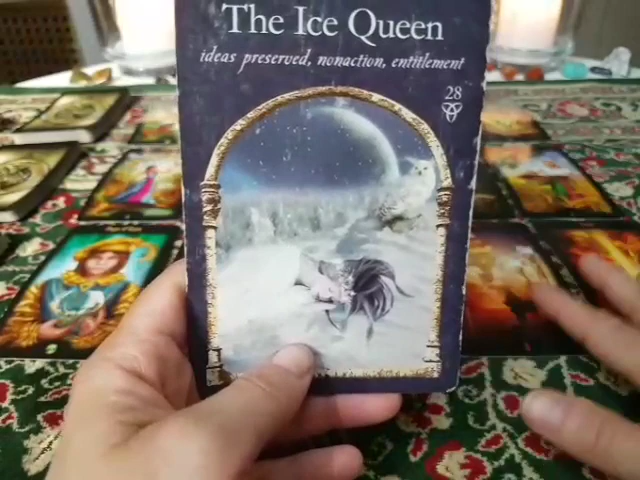 The Ice Queen
ideas preserved, nonaction, entitlement
28